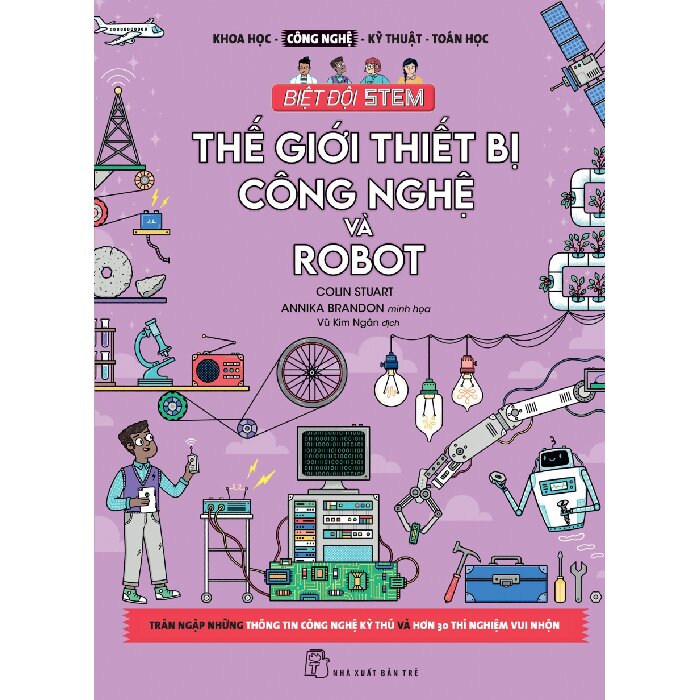 KHOA HỌC - CÔNG NGHỆ - KỸ THUẬT - TOÁN HỌC
BIỆT ĐỘI STEM
THẾ GIỚI THIẾT BỊ
CÔNG NGHỆ
VÀ
ROBOT
COLIN STUART
ANNIKA BRANDON minh họa
Vũ Kim Ngân dịch
TRÀN NGẬP NHỮNG THÔNG TIN CÔNG NGHỆ KỲ THÚ VÀ HƠN 30 THÍ NGHIỆM VUI NHỘN
NHÀ XUẤT BẢN TRẺ